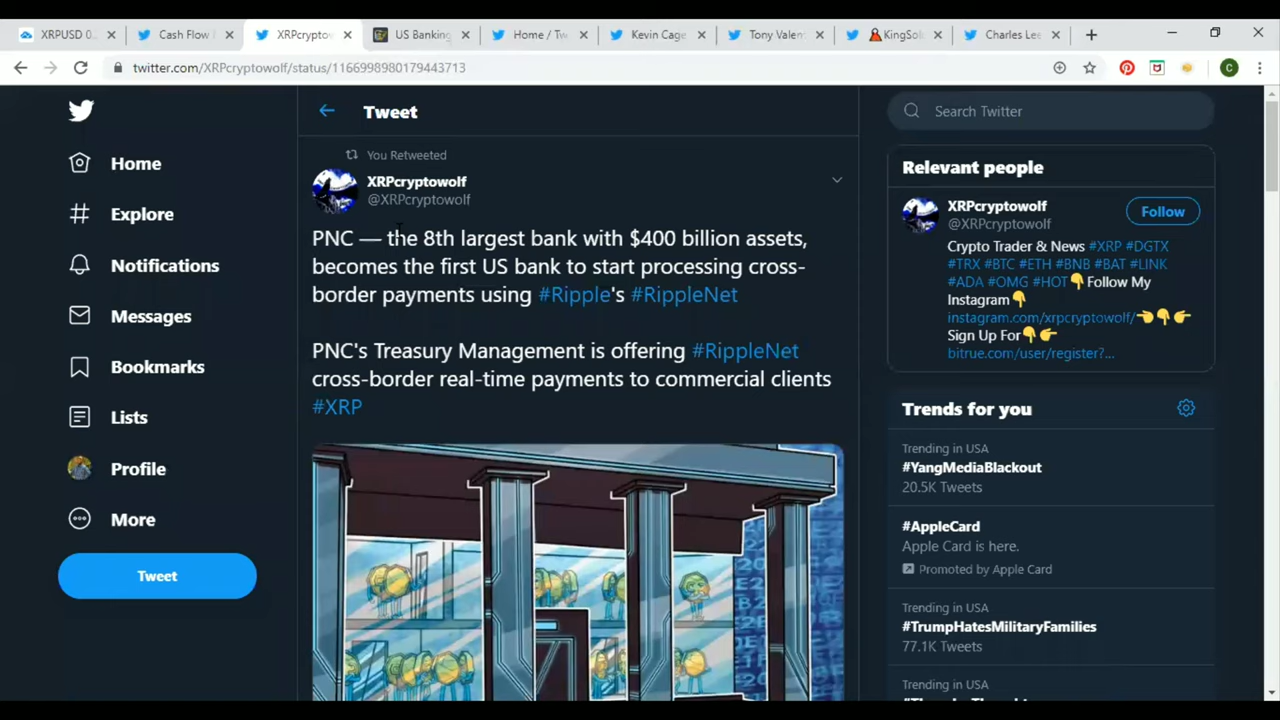 XRPUSD 0...
Cash Flow
XRPcrypto
US Banking
Home / Tw
Kevin Cage
Tony Valen
KingSol
Charles Lee
twitter.com/XRPcryptowolf/status/1166998980179443713
C
Home
Explore
Notifications
Messages
Bookmarks
Lists
Profile
More
Tweet
Tweet
You Retweeted
XRPcryptowolf
@XRPcryptowolf
PNC — the 8th largest bank with $400 billion assets,
becomes the first US bank to start processing cross-
border payments using #Ripple's #RippleNet
PNC's Treasury Management is offering #RippleNet
cross-border real-time payments to commercial clients
#XRP
Search Twitter
Relevant people
XRPcryptowolf
@XRPcryptowolf
Follow
Crypto Trader & News #XRP #DGTX
#TRX #BTC #ETH #BNB #BAT #LINK
#ADA #OMG #HOT👇Follow My
Instagram👇
instagram.com/xrpcryptowolf/👈👇👉
Sign Up For👇👉
bitrue.com/user/register?...
Trends for you
Trending in USA
#YangMediaBlackout
20.5K Tweets
#AppleCard
Apple Card is here.
Promoted by Apple Card
Trending in USA
#TrumpHatesMilitaryFamilies
77.1K Tweets
Trending in USA